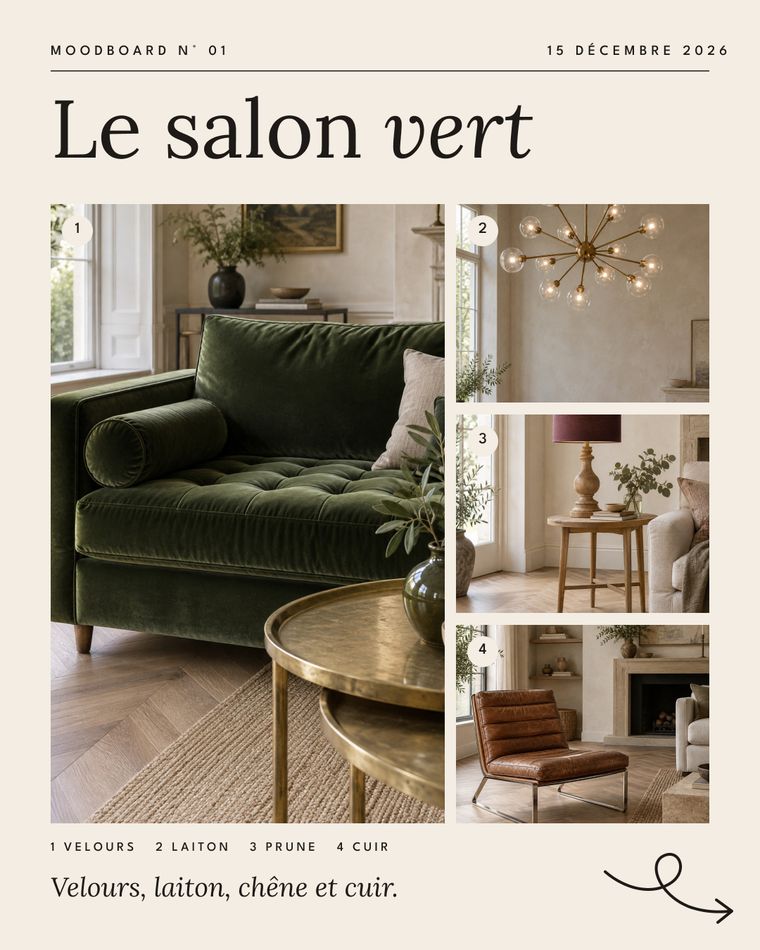 MOODBOARD N° 01
15 DÉCEMBRE 2026
Le salon vert
1
2
3
4
1 VELOURS 2 LAITON 3 PRUNE 4 CUIR
Velours, laiton, chêne et cuir.